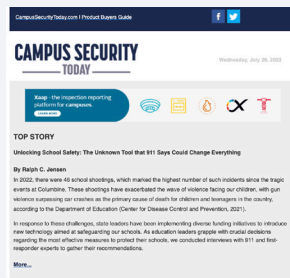 CampusSecurityToday.com | Product Buyers Guide
CAMPUS SECURITY
TODAY
Wednesday, July 26, 2023
Xaap - the inspection reporting
platform for campuses.
LEARN MORE
TOP STORY
Unlocking School Safety: The Unknown Tool that 911 Says Could Change Everything
By Ralph C. Jensen
In 2022, there were 46 school shootings, which marked the highest number of such incidents since the tragic
events at Columbine. These shootings have exacerbated the wave of violence facing our children, with gun
violence surpassing car crashes as the primary cause of death for children and teenagers in the country,
according to the Department of Education (Center for Disease Control and Prevention, 2021).
In response to these challenges, state leaders have been implementing diverse funding initiatives to introduce
new technology aimed at safeguarding our schools. As education leaders grapple with crucial decisions
regarding the most effective measures to protect their schools, we conducted interviews with 911 and first-
responder experts to gather their recommendations.
More...